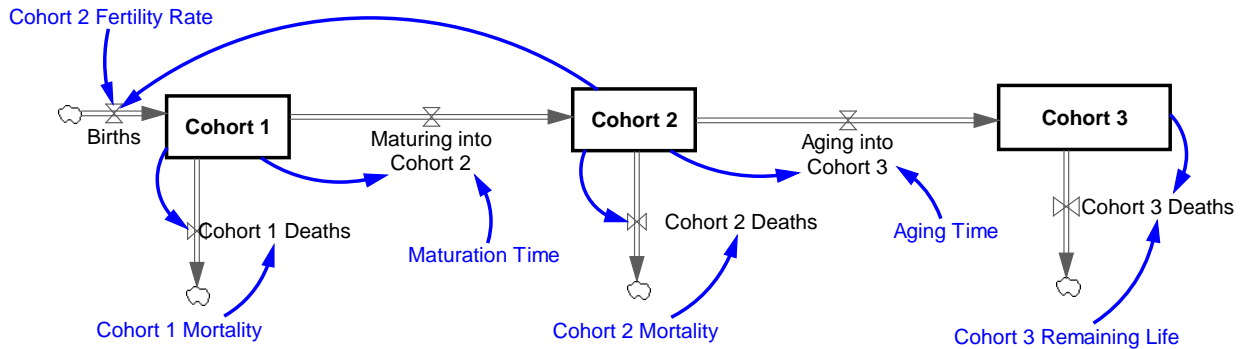 Cohort 2 Fertility Rate
Births
Cohort 1
Maturing into
Cohort 2
Cohort 2
Aging into
Cohort 3
Cohort 3
Cohort 1 Deaths
Maturation Time
Cohort 2 Deaths
Aging Time
Cohort 3 Deaths
Cohort 1 Mortality
Cohort 2 Mortality
Cohort 3 Remaining Life